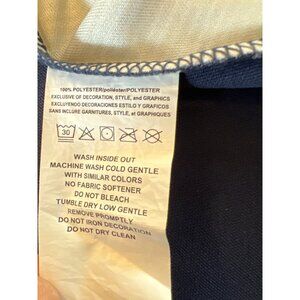 100% POLYESTER/poliéster/POLYESTER
EXCLUSIVE OF DECORATION, STYLE, and GRAPHICS
EXCLUYENDO DECORACIONES ESTILO Y GRAFICOS
SANS INCLURE GARNITURES, STYLE, et GRAPHIQUES
30
WASH INSIDE OUT
MACHINE WASH COLD GENTLE
WITH SIMILAR COLORS
NO FABRIC SOFTENER
DO NOT BLEACH
TUMBLE DRY LOW GENTLE
REMOVE PROMPTLY
DO NOT IRON DECORATION
DO NOT DRY CLEAN